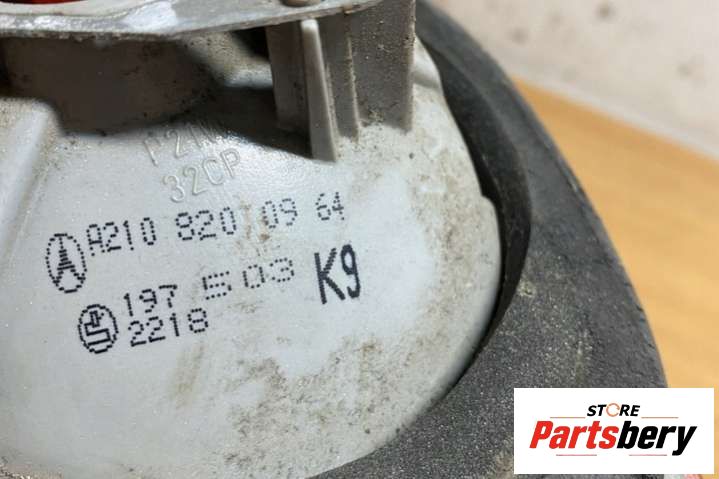 32CP
A210 820 09 64
197 503 K9
2218
STORE
Partsbery